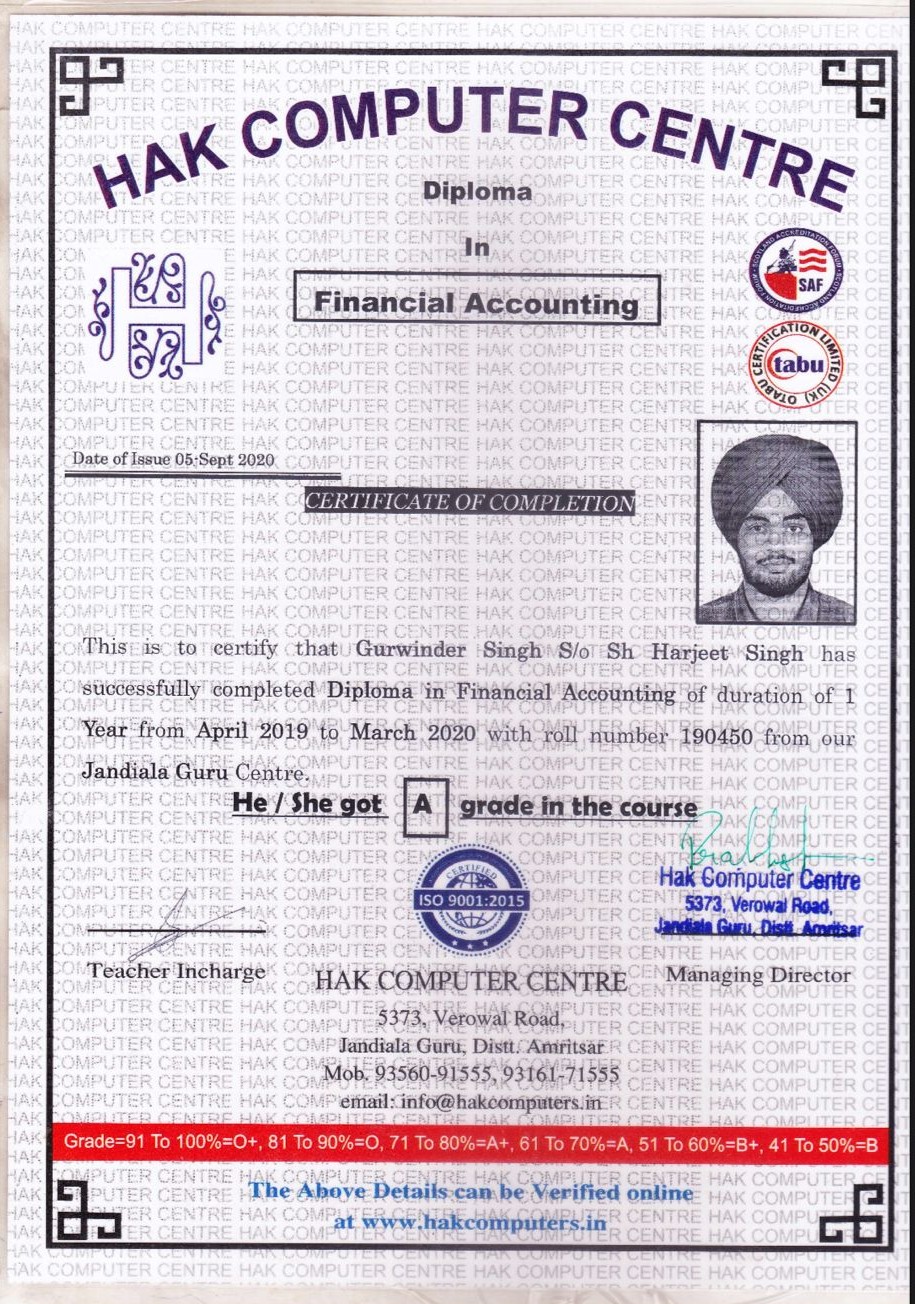 HAK COMPUTER CENTRE
Diploma
In
Financial Accounting
SCOTLAND ACCREDITATION FORUM
SAF
OTABU CERTIFICATION LIMITED (UK)
tabu
Date of Issue 05-Sept 2020
CERTIFICATE OF COMPLETION
This is to certify that Gurwinder Singh S/o Sh Harjeet Singh has
successfully completed Diploma in Financial Accounting of duration of 1
Year from April 2019 to March 2020 with roll number 190450 from our
Jandiala Guru Centre.
He / She got A grade in the course
CERTIFIED
ISO 9001:2015
Hak Computer Centre
5373, Verowal Road,
Jandiala Guru, Distt. Amritsar
Teacher Incharge
Managing Director
HAK COMPUTER CENTRE
5373, Verowal Road,
Jandiala Guru, Distt. Amritsar
Mob. 93560-91555, 93161-71555
email: info@hakcomputers.in
Grade=91 To 100%=O+, 81 To 90%=O, 71 To 80%=A+, 61 To 70%=A, 51 To 60%=B+, 41 To 50%=B
The Above Details can be Verified online
at www.hakcomputers.in